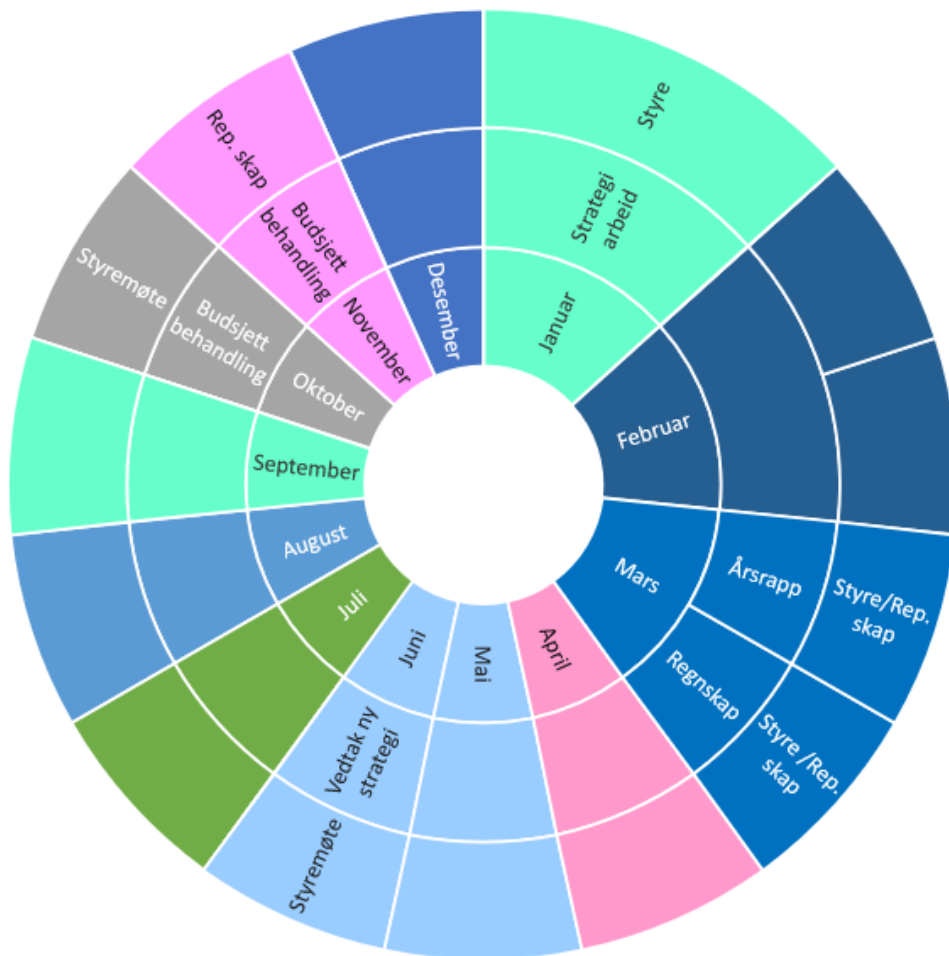 Styre
Strategi
arbeid
Januar
Februar
Mars
Årsrapp
Styre/Rep.
skap
Regnskap
Styre /Rep.
skap
April
Mai
Juni
Vedtak ny
strategi
Styremøte
Juli
August
September
Oktober
Budsjett
behandling
Styremøte
November
Budsjett
behandling
Rep. skap
Desember